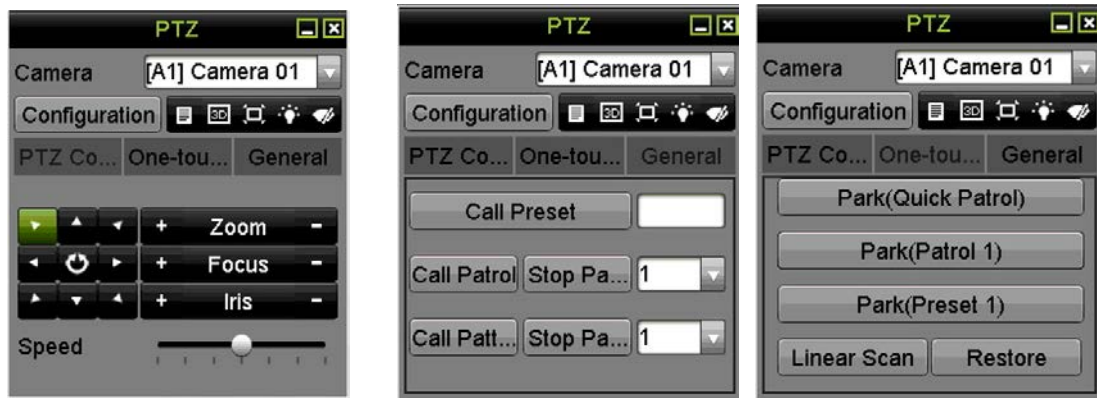 PTZ
Camera [A1] Camera 01
Configuration 3D
PTZ Co... One-tou... General
+ Zoom -
+ Focus -
+ Iris -
Speed
PTZ
Camera [A1] Camera 01
Configuration 3D
PTZ Co... One-tou... General
Call Preset
Call Patrol Stop Pa... 1
Call Patt... Stop Pa... 1
PTZ
Camera [A1] Camera 01
Configuration 3D
PTZ Co... One-tou... General
Park(Quick Patrol)
Park(Patrol 1)
Park(Preset 1)
Linear Scan Restore